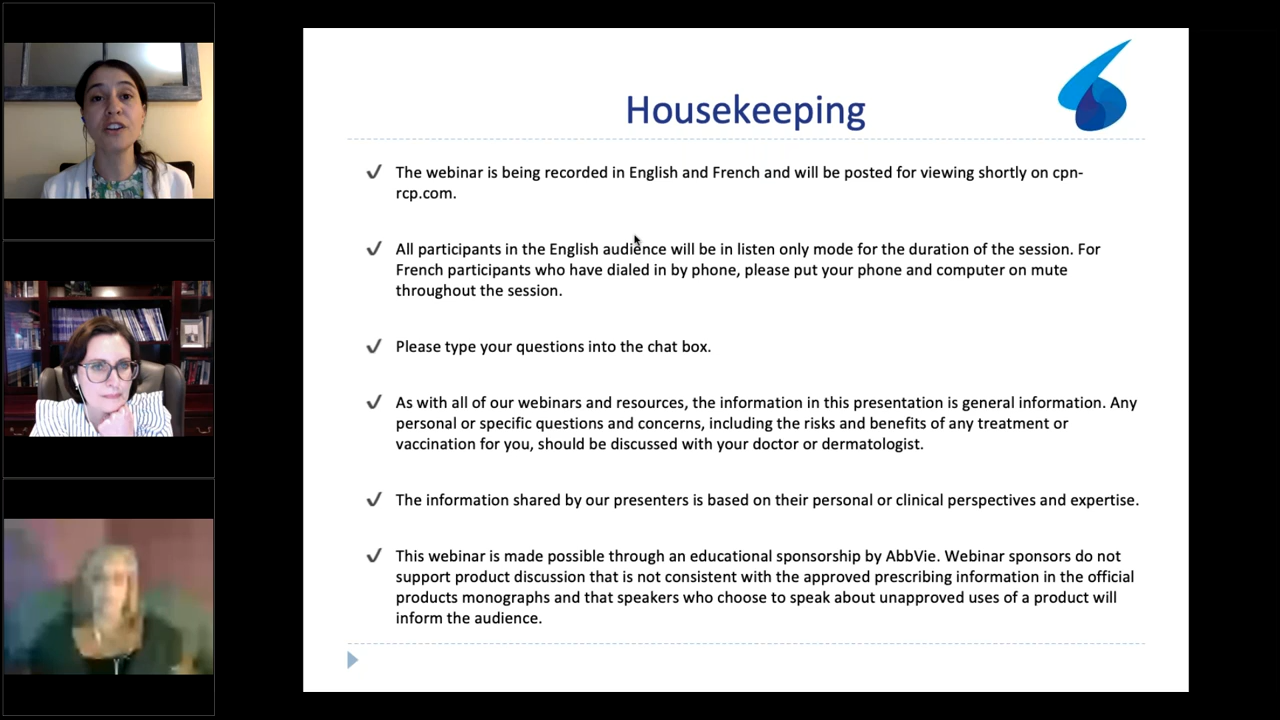 Housekeeping
✓ The webinar is being recorded in English and French and will be posted for viewing shortly on cpn-
rcp.com.
✓ All participants in the English audience will be in listen only mode for the duration of the session. For
French participants who have dialed in by phone, please put your phone and computer on mute
throughout the session.
✓ Please type your questions into the chat box.
✓ As with all of our webinars and resources, the information in this presentation is general information. Any
personal or specific questions and concerns, including the risks and benefits of any treatment or
vaccination for you, should be discussed with your doctor or dermatologist.
✓ The information shared by our presenters is based on their personal or clinical perspectives and expertise.
✓ This webinar is made possible through an educational sponsorship by AbbVie. Webinar sponsors do not
support product discussion that is not consistent with the approved prescribing information in the official
products monographs and that speakers who choose to speak about unapproved uses of a product will
inform the audience.